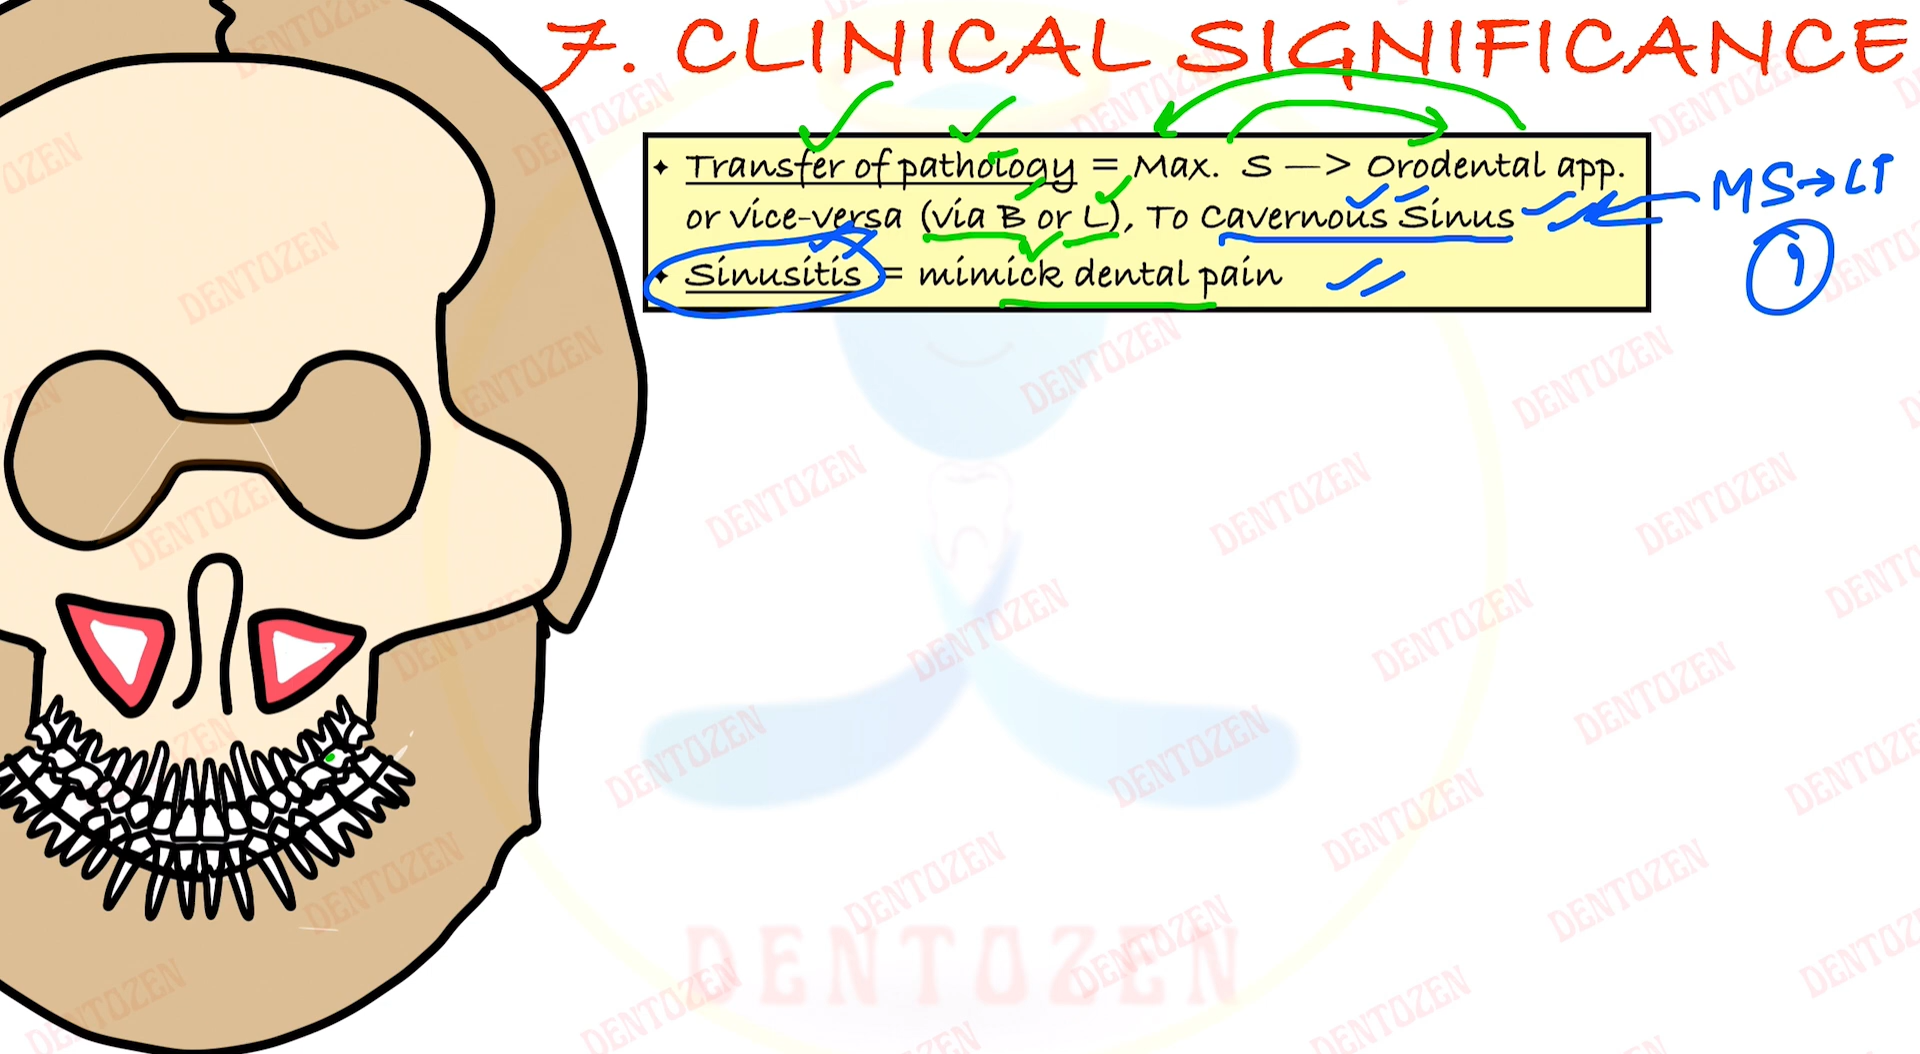 7. CLINICAL SIGNIFICANCE
✦ Transfer of pathology = Max. S —> Orodental app.
or vice-versa (via B or L), To Cavernous Sinus
✦ Sinusitis = mimick dental pain
MS→LT
DENTOZEN